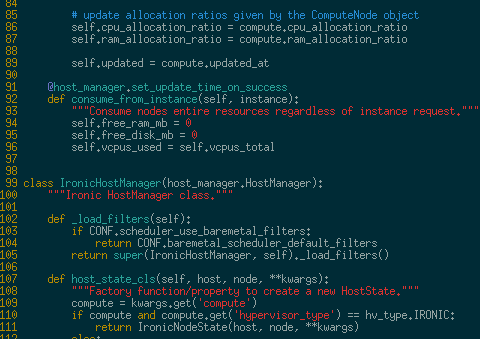 84
85 # update allocation ratios given by the ComputeNode object
86 self.cpu_allocation_ratio = compute.cpu_allocation_ratio
87 self.ram_allocation_ratio = compute.ram_allocation_ratio
88
89 self.updated = compute.updated_at
90
91 @host_manager.set_update_time_on_success
92 def consume_from_instance(self, instance):
93 """Consume nodes entire resources regardless of instance request."""
94 self.free_ram_mb = 0
95 self.free_disk_mb = 0
96 self.vcpus_used = self.vcpus_total
97
98
99 class IronicHostManager(host_manager.HostManager):
100 """Ironic HostManager class."""
101
102 def _load_filters(self):
103 if CONF.scheduler_use_baremetal_filters:
104 return CONF.baremetal_scheduler_default_filters
105 return super(IronicHostManager, self)._load_filters()
106
107 def host_state_cls(self, host, node, **kwargs):
108 """Factory function/property to create a new HostState."""
109 compute = kwargs.get('compute')
110 if compute and compute.get('hypervisor_type') == hv_type.IRONIC:
111 return IronicNodeState(host, node, **kwargs)
112 else: